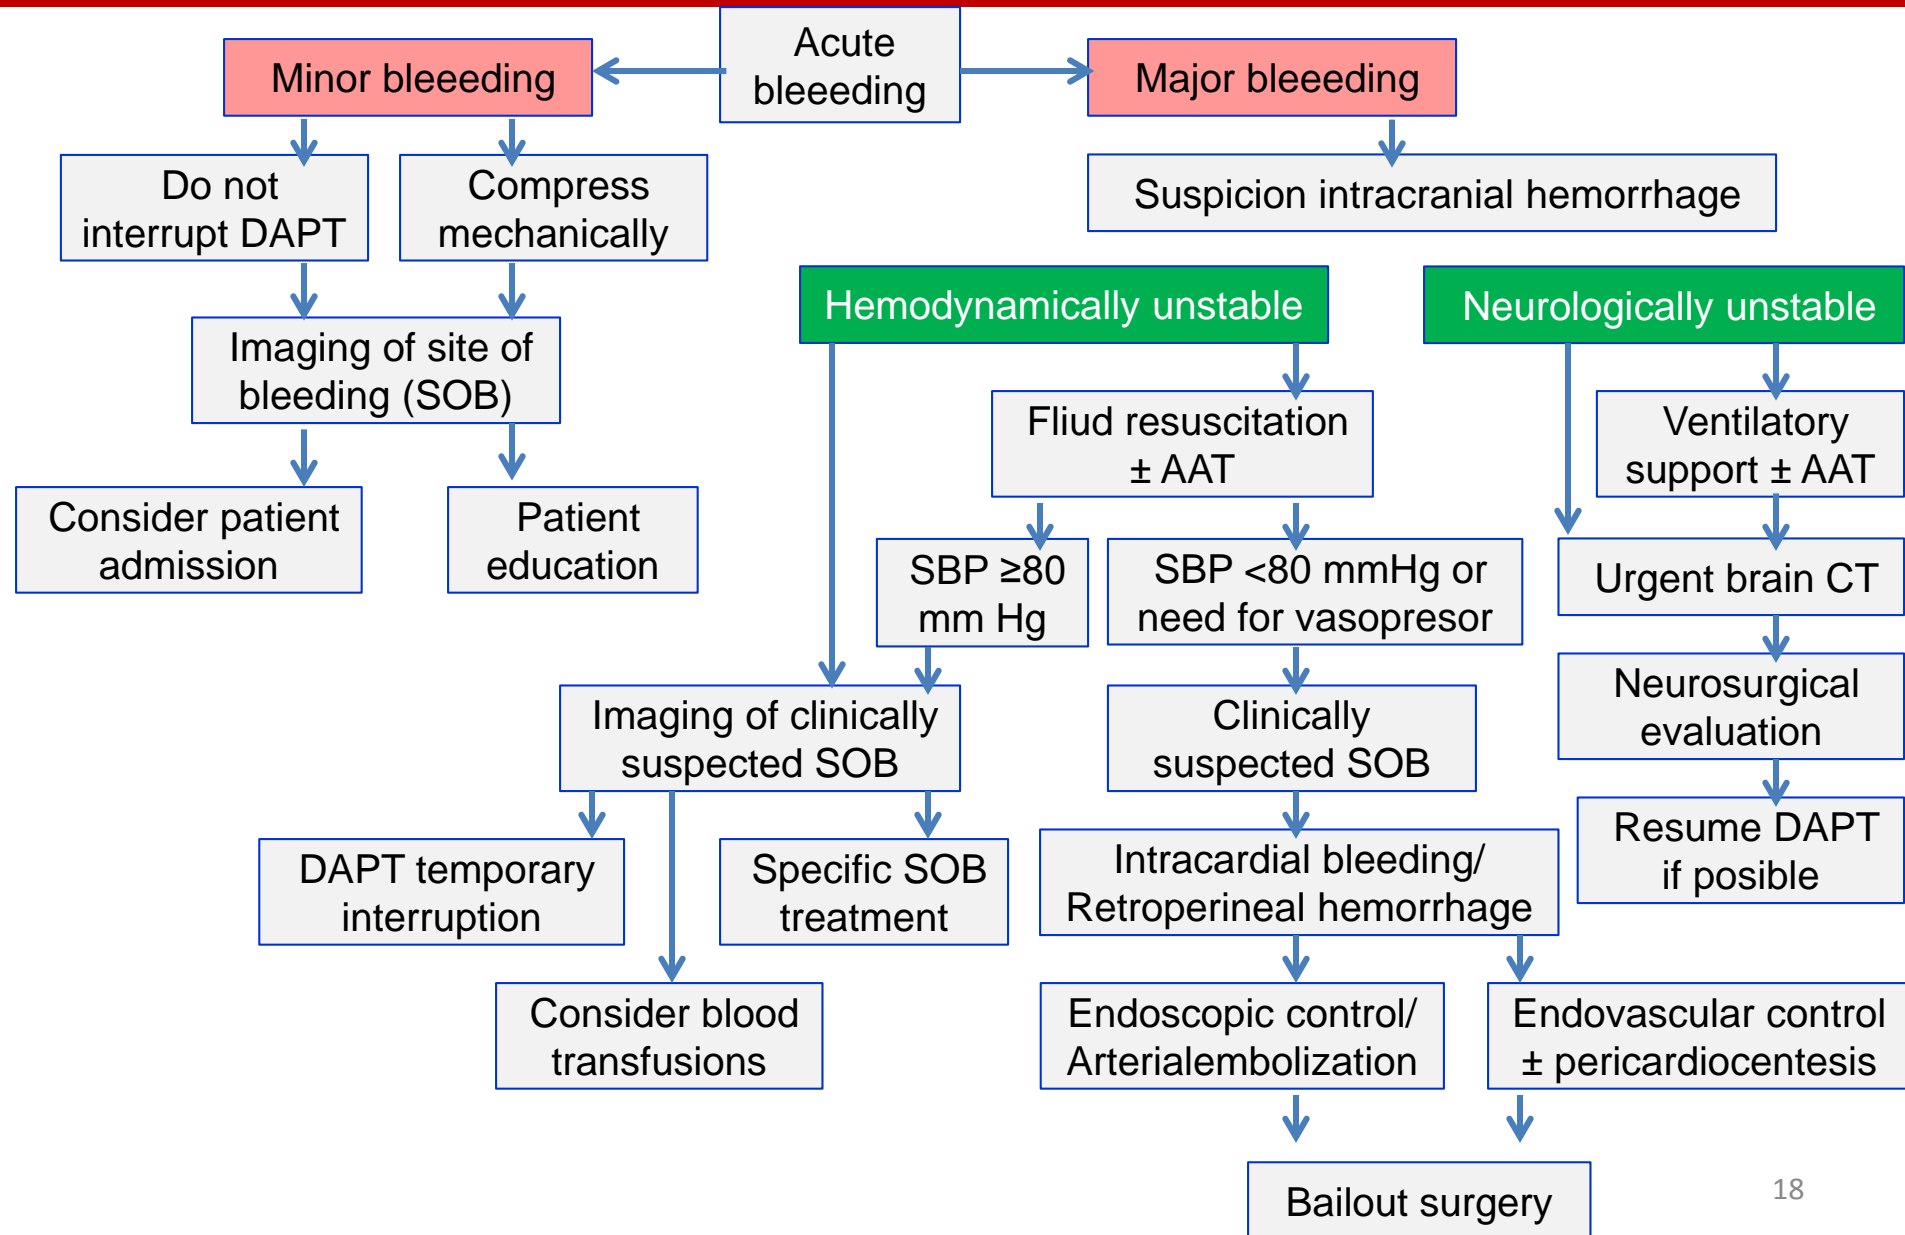 Acute
bleeeding
Minor bleeeding
Major bleeeding
Do not
interrupt DAPT
Compress
mechanically
Suspicion intracranial hemorrhage
Hemodynamically unstable
Neurologically unstable
Imaging of site of
bleeding (SOB)
Fliud resuscitation
± AAT
Ventilatory
support ± AAT
Consider patient
admission
Patient
education
SBP ≥80
mm Hg
SBP <80 mmHg or
need for vasopresor
Urgent brain CT
Imaging of clinically
suspected SOB
Clinically
suspected SOB
Neurosurgical
evaluation
DAPT temporary
interruption
Specific SOB
treatment
Intracardial bleeding/
Retroperineal hemorrhage
Resume DAPT
if posible
Consider blood
transfusions
Endoscopic control/
Arterialembolization
Endovascular control
± pericardiocentesis
Bailout surgery
18